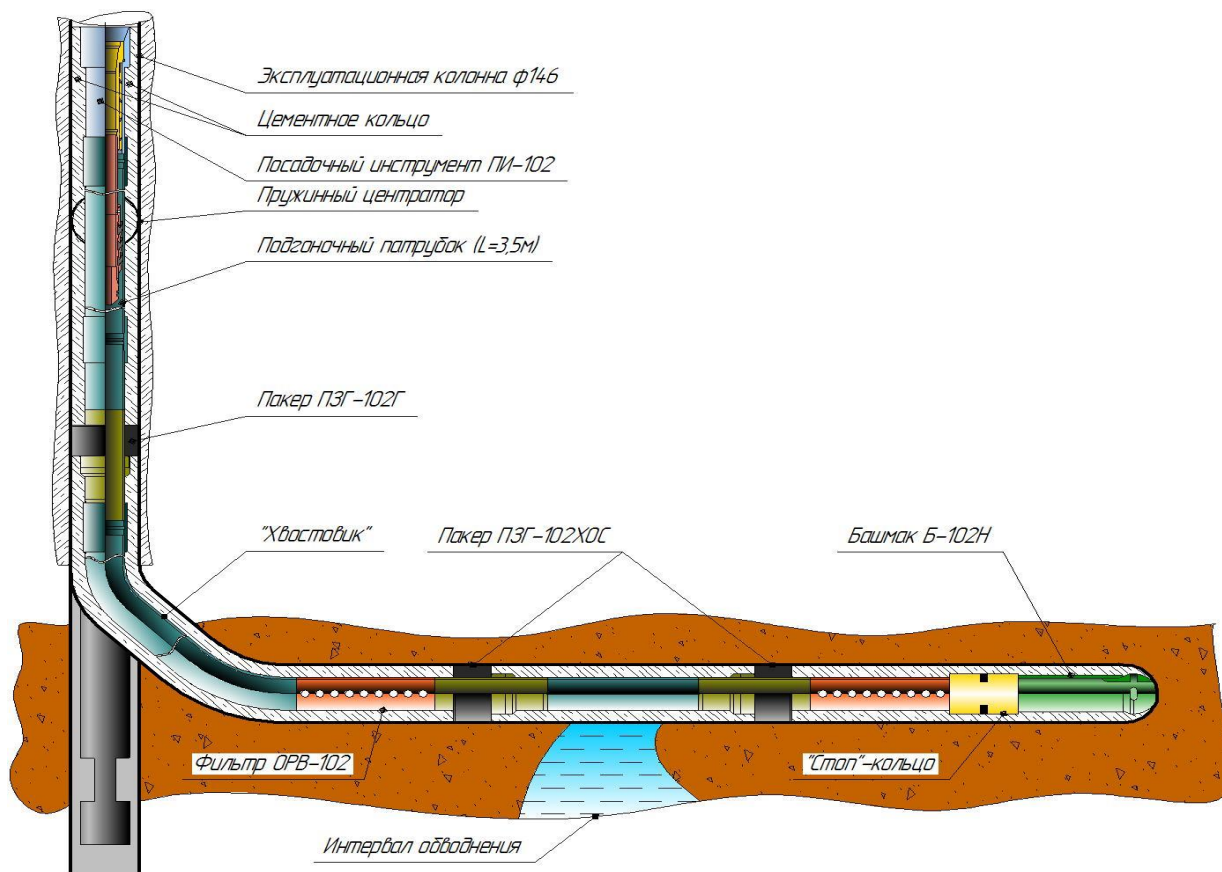 Эксплуатационная колонна ф146
Цементное кольцо
Посадочный инструмент ПИ-102
Пружинный центратор
Подгоночный патрубок (L=3,5м)
Пакер ПЗГ-102Г
"Хвостовик"
Пакер ПЗГ-102ХОС
Башмак Б-102Н
Фильтр ОРВ-102
"Стоп"-кольцо
Интервал обводнения